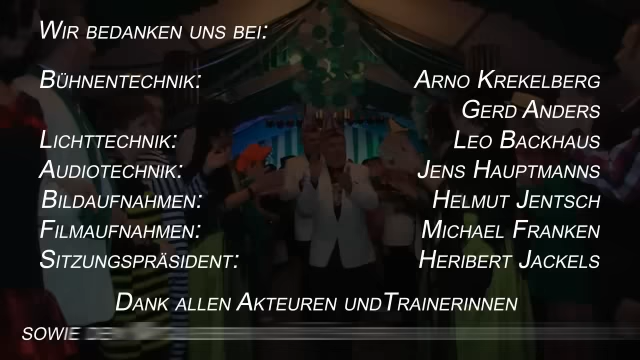 Wir bedanken uns bei:
Bühnentechnik: Arno Krekelberg
Gerd Anders
Lichttechnik: Leo Backhaus
Audiotechnik: Jens Hauptmanns
Bildaufnahmen: Helmut Jentsch
Filmaufnahmen: Michael Franken
Sitzungspräsident: Heribert Jackels
Dank allen Akteuren undTrainerinnen
sowie